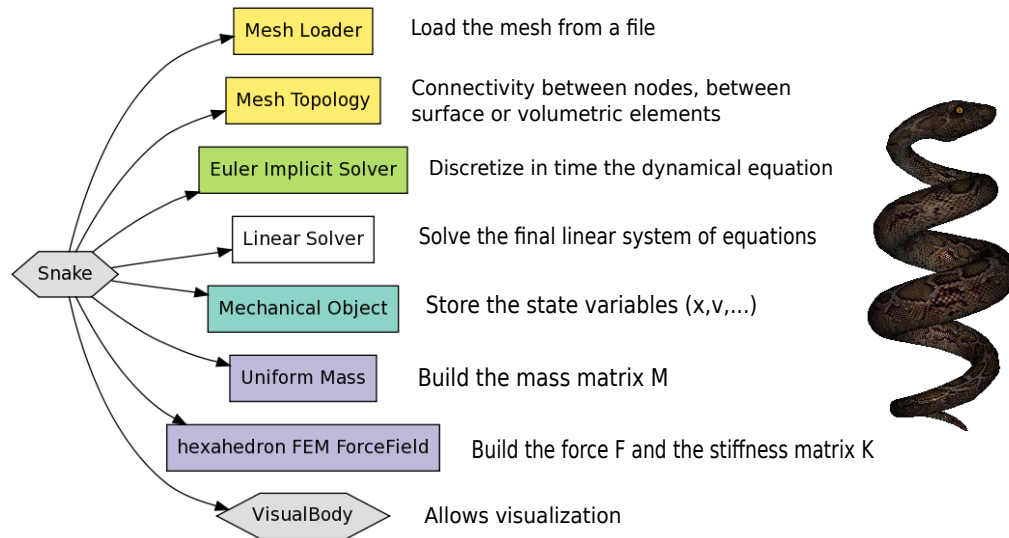 Mesh Loader
Load the mesh from a file
Mesh Topology
Connectivity between nodes, between
surface or volumetric elements
Euler Implicit Solver
Discretize in time the dynamical equation
Linear Solver
Solve the final linear system of equations
Snake
Mechanical Object
Store the state variables (x,v,...)
Uniform Mass
Build the mass matrix M
hexahedron FEM ForceField
Build the force F and the stiffness matrix K
VisualBody
Allows visualization